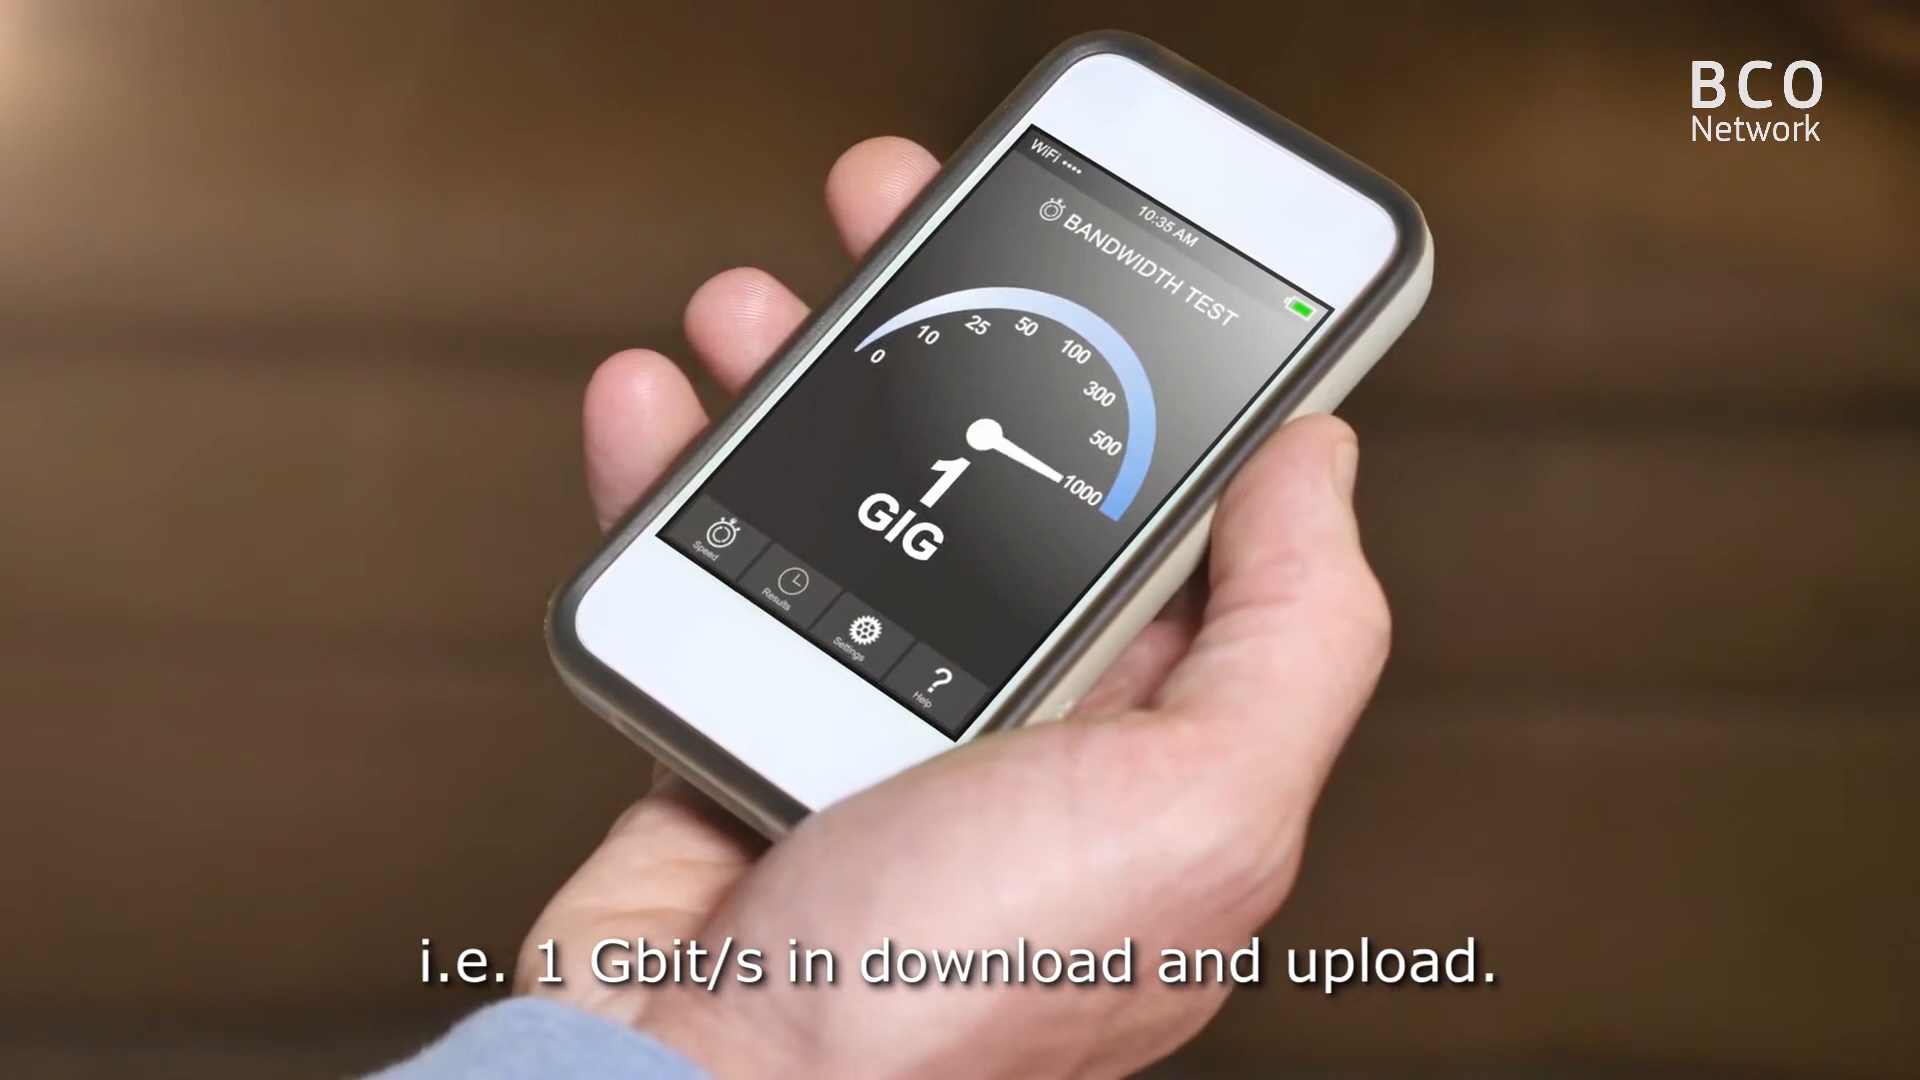 BCO
Network
WiFi
10:35 AM
BANDWIDTH TEST
0
10
25
50
100
300
500
1000
1
GIG
Speed
Results
Settings
? Help
i.e. 1 Gbit/s in download and upload.